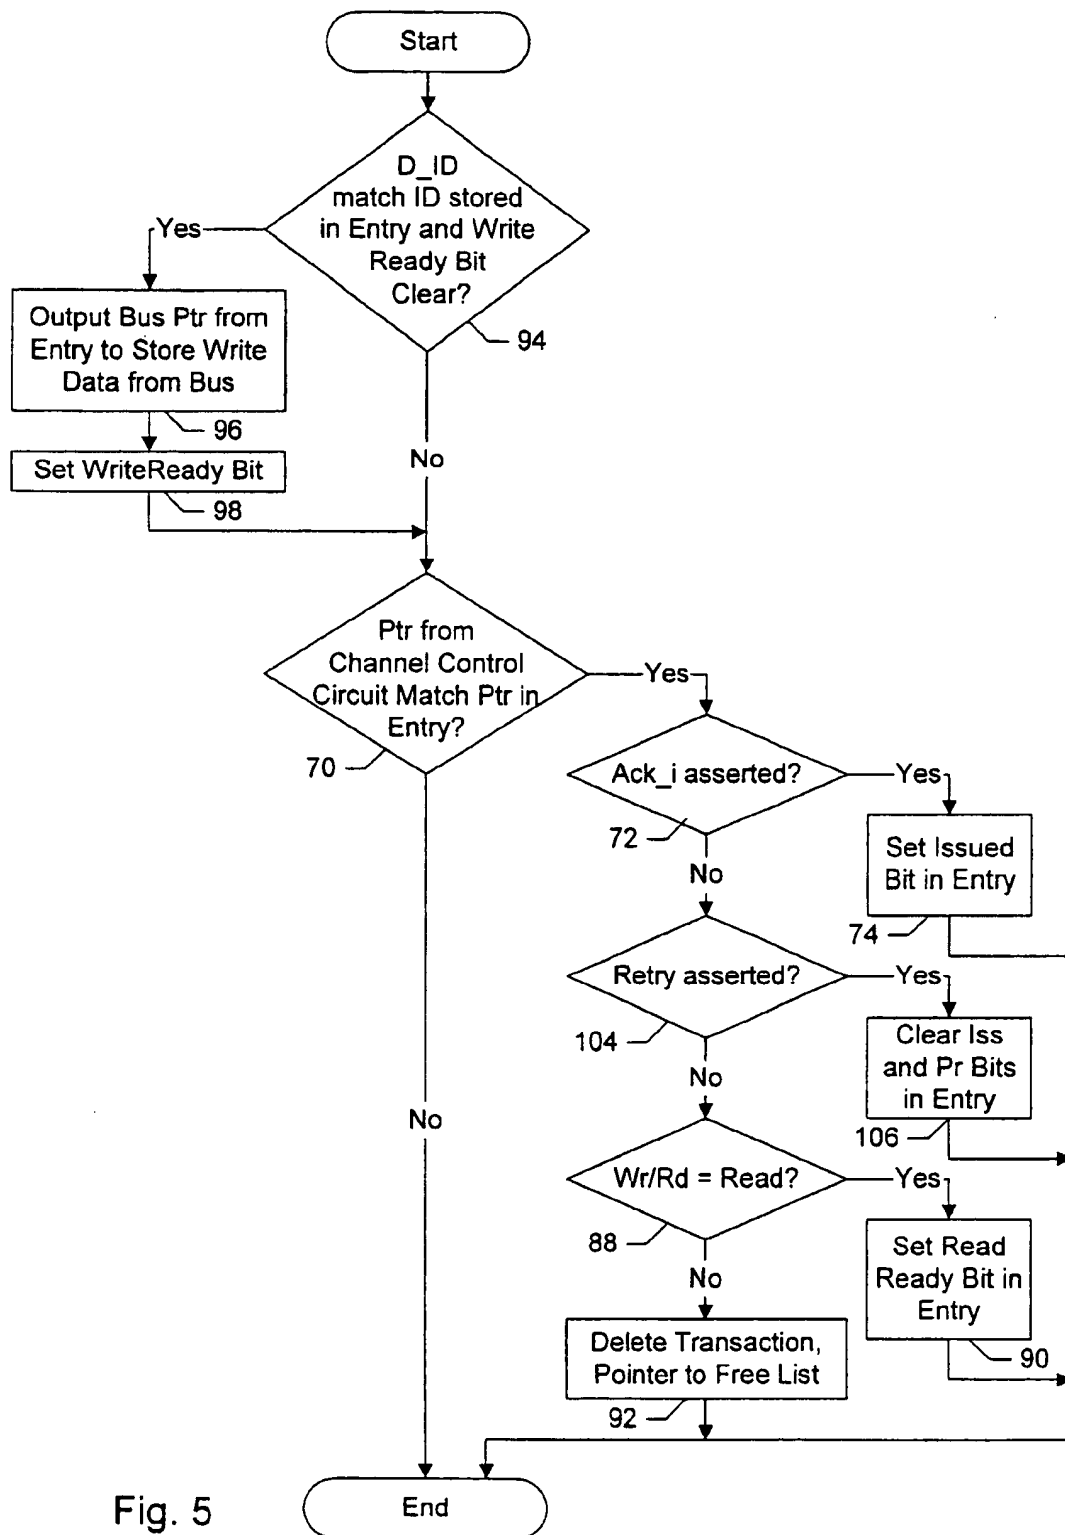 Start
D_ID
match ID stored
in Entry and Write
Ready Bit
Clear?
94
Yes
Output Bus Ptr from
Entry to Store Write
Data from Bus
96
Set WriteReady Bit
98
No
Ptr from
Channel Control
Circuit Match Ptr in
Entry?
70
Yes
Ack_i asserted?
72
Yes
Set Issued
Bit in Entry
74
No
Retry asserted?
104
Yes
Clear Iss
and Pr Bits
in Entry
106
No
No
Wr/Rd = Read?
88
Yes
Set Read
Ready Bit in
Entry
90
No
Delete Transaction,
Pointer to Free List
92
End
Fig. 5